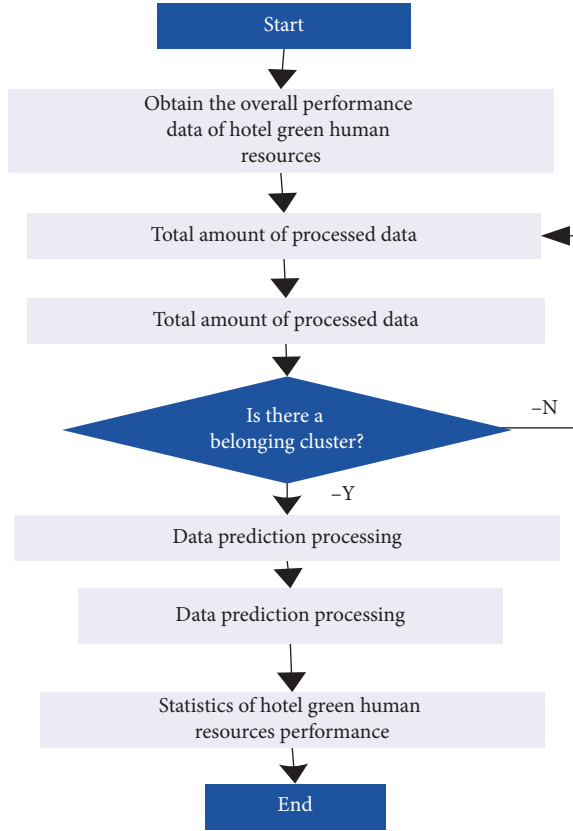 Start
Obtain the overall performance
data of hotel green human
resources
Total amount of processed data
Total amount of processed data
Is there a
belonging cluster?
–N
–Y
Data prediction processing
Data prediction processing
Statistics of hotel green human
resources performance
End